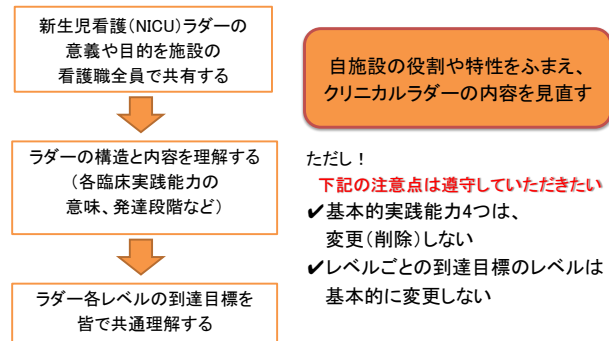 新生児看護(NICU)ラダーの
意義や目的を施設の
看護職全員で共有する
ラダーの構造と内容を理解する
(各臨床実践能力の
意味、発達段階など)
ラダー各レベルの到達目標を
皆で共通理解する
自施設の役割や特性をふまえ、
クリニカルラダーの内容を見直す
ただし！
下記の注意点は遵守していただきたい
✔基本的実践能力4つは、
変更(削除)しない
✔レベルごとの到達目標のレベルは
基本的に変更しない